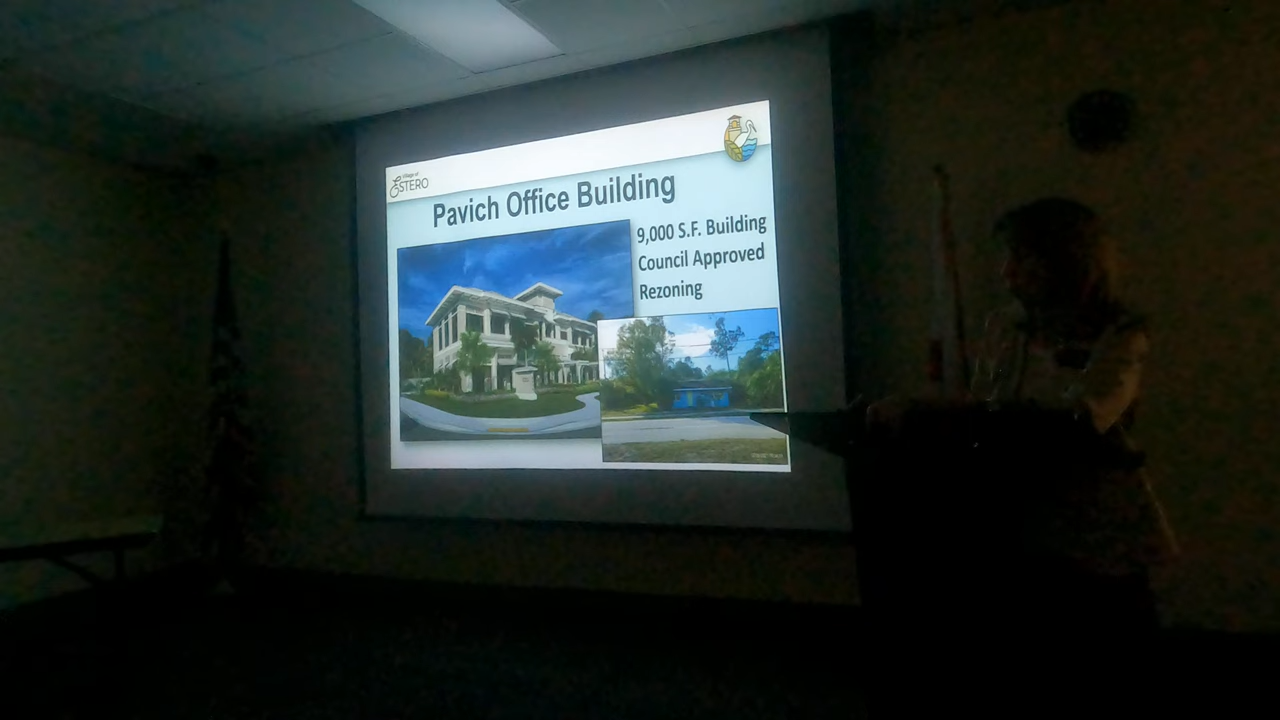 Village of
ESTERO
Pavich Office Building
9,000 S.F. Building
Council Approved
Rezoning